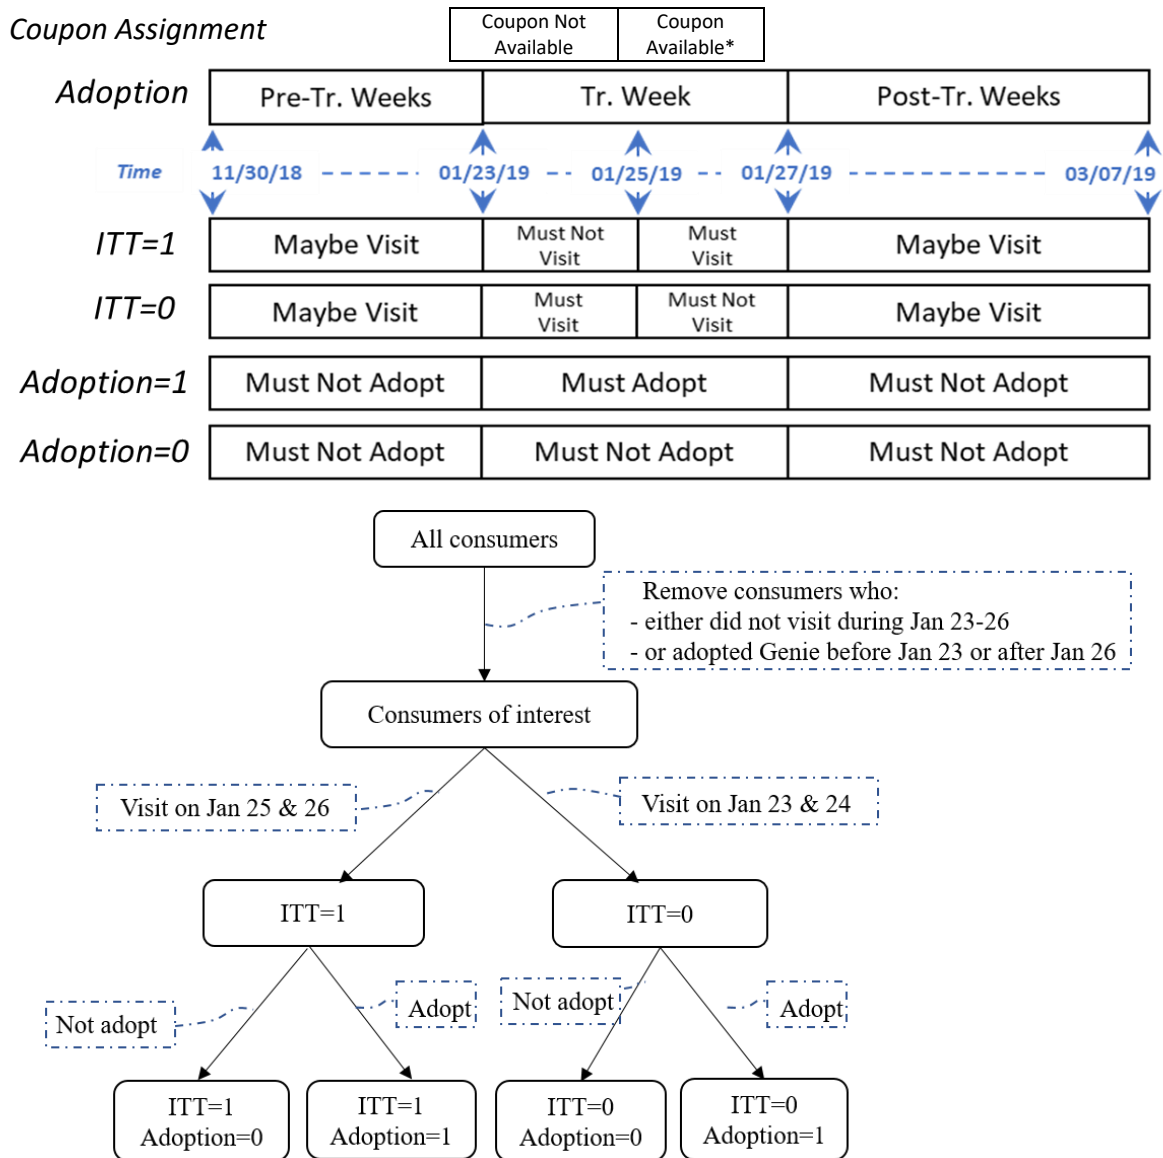 Coupon Assignment
Coupon Not
Available
Coupon
Available*
Adoption
Pre-Tr. Weeks
Tr. Week
Post-Tr. Weeks
Time
11/30/18
01/23/19
01/25/19
01/27/19
03/07/19
ITT=1
Maybe Visit
Must Not
Visit
Must
Visit
Maybe Visit
ITT=0
Maybe Visit
Must
Visit
Must Not
Visit
Maybe Visit
Adoption=1
Must Not Adopt
Must Adopt
Must Not Adopt
Adoption=0
Must Not Adopt
Must Not Adopt
Must Not Adopt
All consumers
Remove consumers who:
- either did not visit during Jan 23-26
- or adopted Genie before Jan 23 or after Jan 26
Consumers of interest
Visit on Jan 25 & 26
Visit on Jan 23 & 24
ITT=1
ITT=0
Not adopt
Adopt
Not adopt
Adopt
ITT=1
Adoption=0
ITT=1
Adoption=1
ITT=0
Adoption=0
ITT=0
Adoption=1